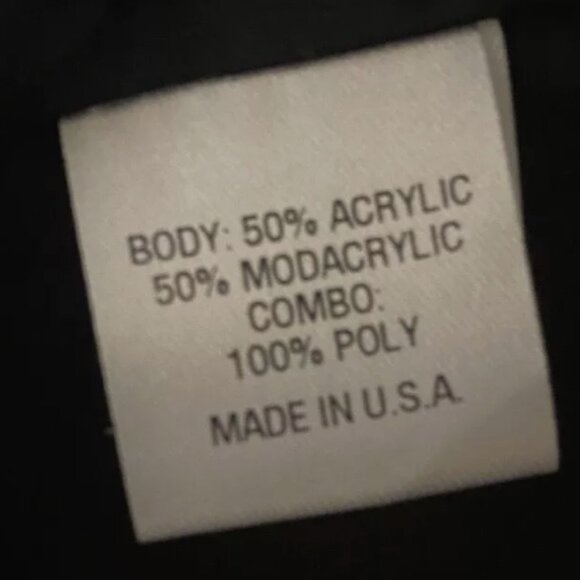 BODY: 50% ACRYLIC
50% MODACRYLIC
COMBO:
100% POLY
MADE IN U.S.A.